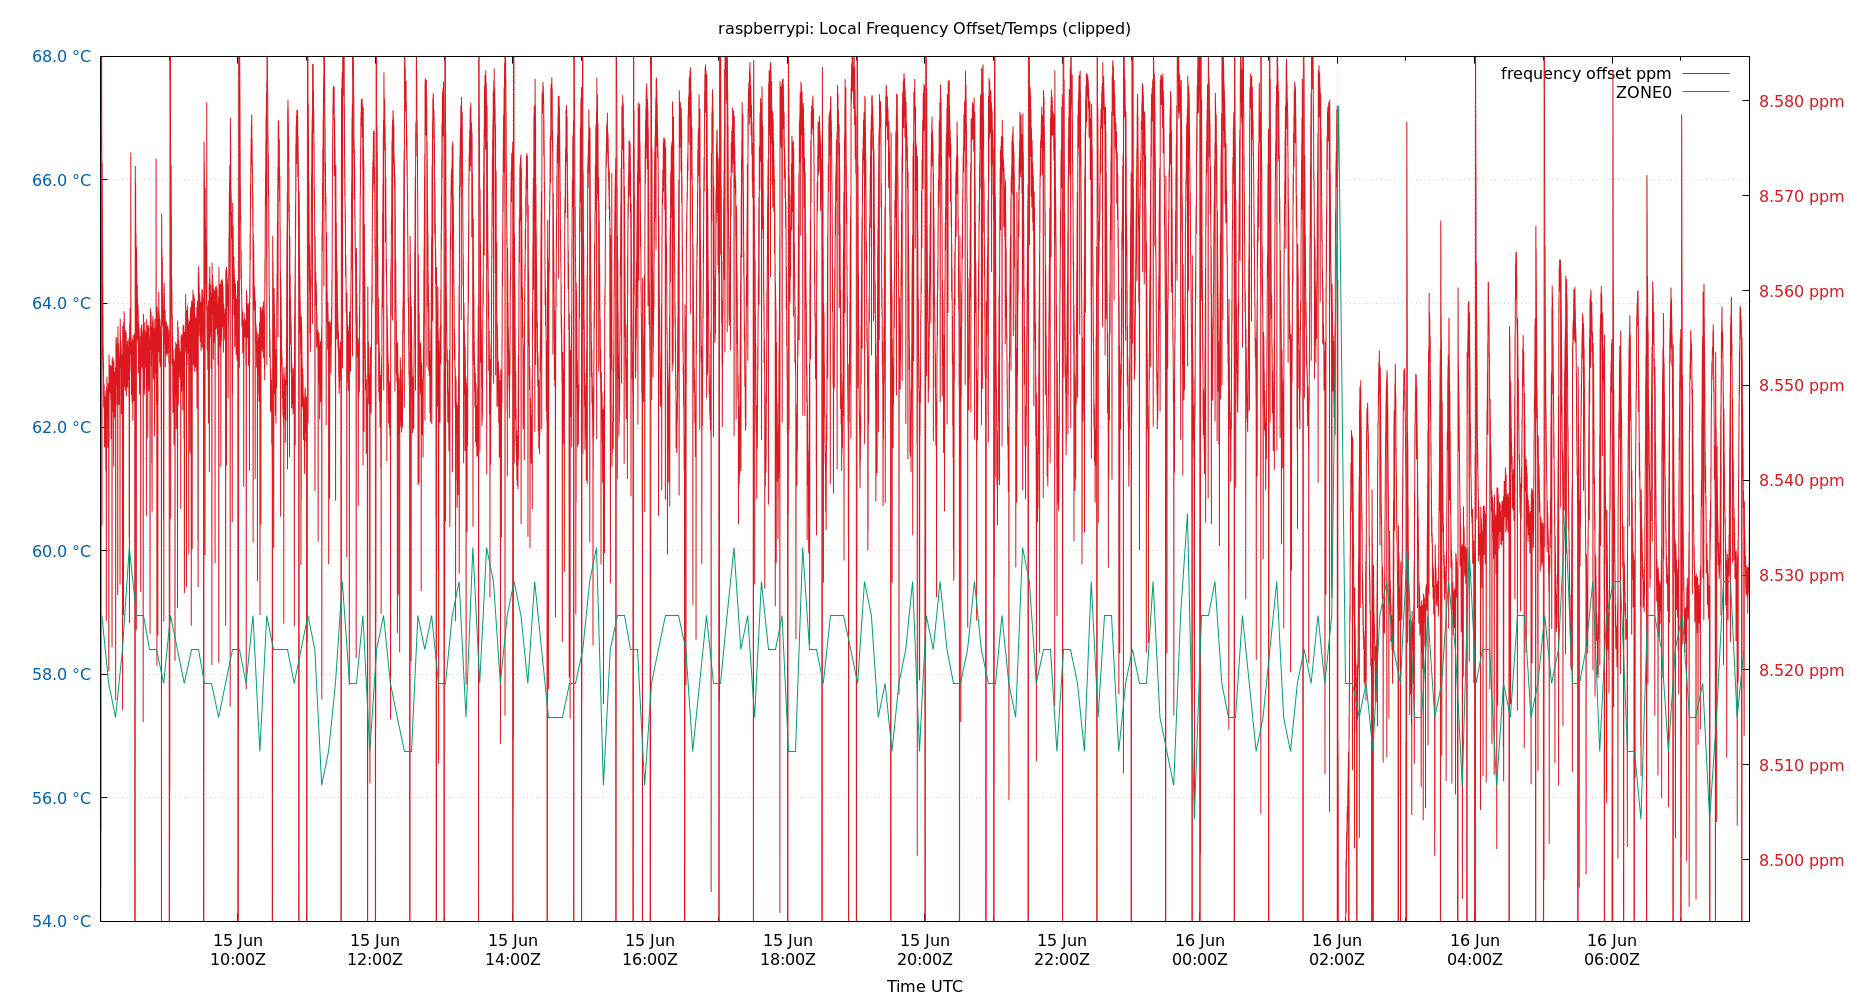 raspberrypi: Local Frequency Offset/Temps (clipped)
68.0 °C
66.0 °C
64.0 °C
62.0 °C
60.0 °C
58.0 °C
56.0 °C
54.0 °C
frequency offset ppm
ZONE0
8.580 ppm
8.570 ppm
8.560 ppm
8.550 ppm
8.540 ppm
8.530 ppm
8.520 ppm
8.510 ppm
8.500 ppm
15 Jun 15 Jun 15 Jun 15 Jun 15 Jun 15 Jun 15 Jun 16 Jun 16 Jun 16 Jun 16 Jun
10:00Z 12:00Z 14:00Z 16:00Z 18:00Z 20:00Z 22:00Z 00:00Z 02:00Z 04:00Z 06:00Z
Time UTC